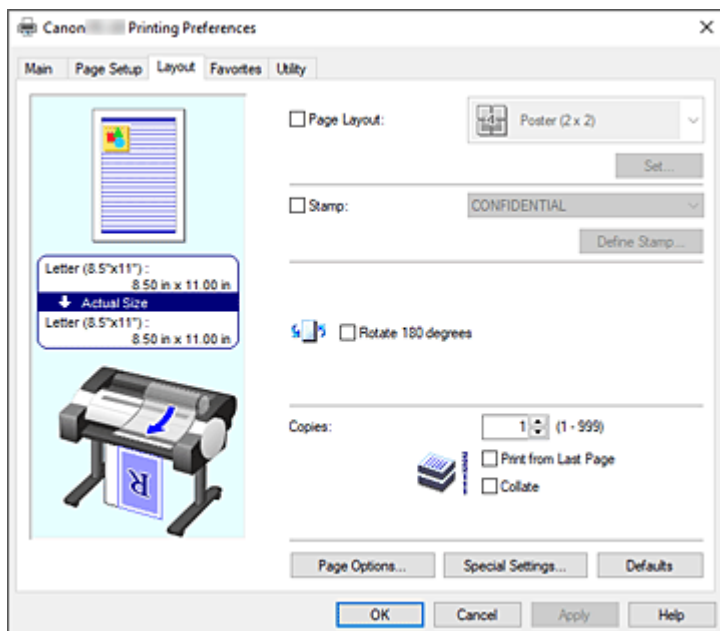 Canon Printing Preferences
Main Page Setup Layout Favorites Utility
Page Layout: Poster (2 x 2)
Set...
Stamp: CONFIDENTIAL
Define Stamp...
Letter (8.5"x11") :
8.50 in x 11.00 in
Actual Size
Letter (8.5"x11") :
8.50 in x 11.00 in
Rotate 180 degrees
Copies: 1 (1 - 999)
Print from Last Page
Collate
R
Page Options... Special Settings... Defaults
OK Cancel Apply Help